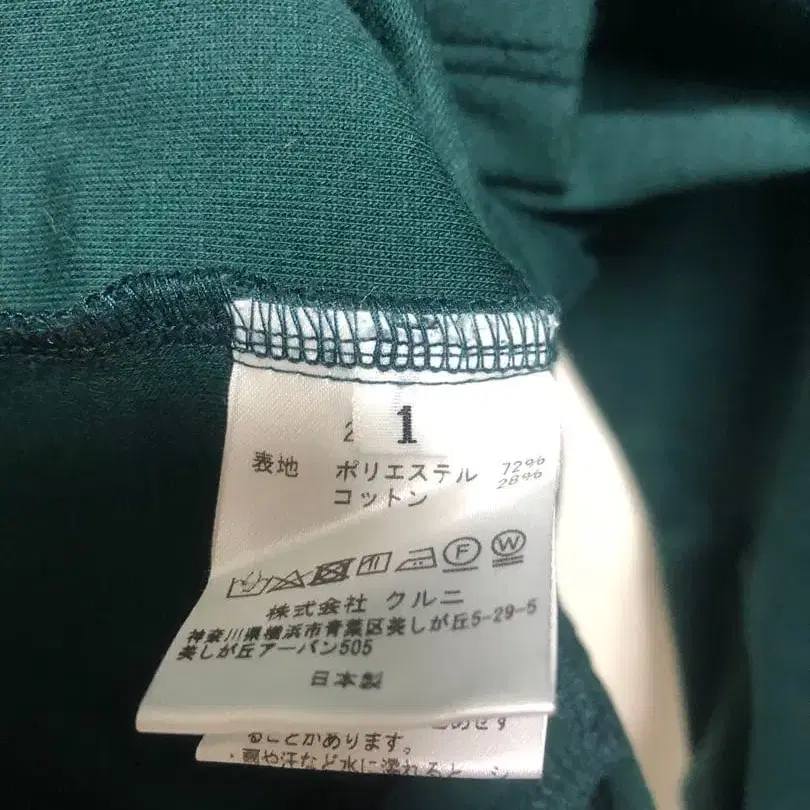 2 1
表地 ポリエステル 72%
コットン 28%
F W
株式会社 クルニ
神奈川県横浜市青葉区美しが丘5-29-5
美しが丘アーバン505
日本製
ることがあります。
・雨や汗など水に濡れると、シ